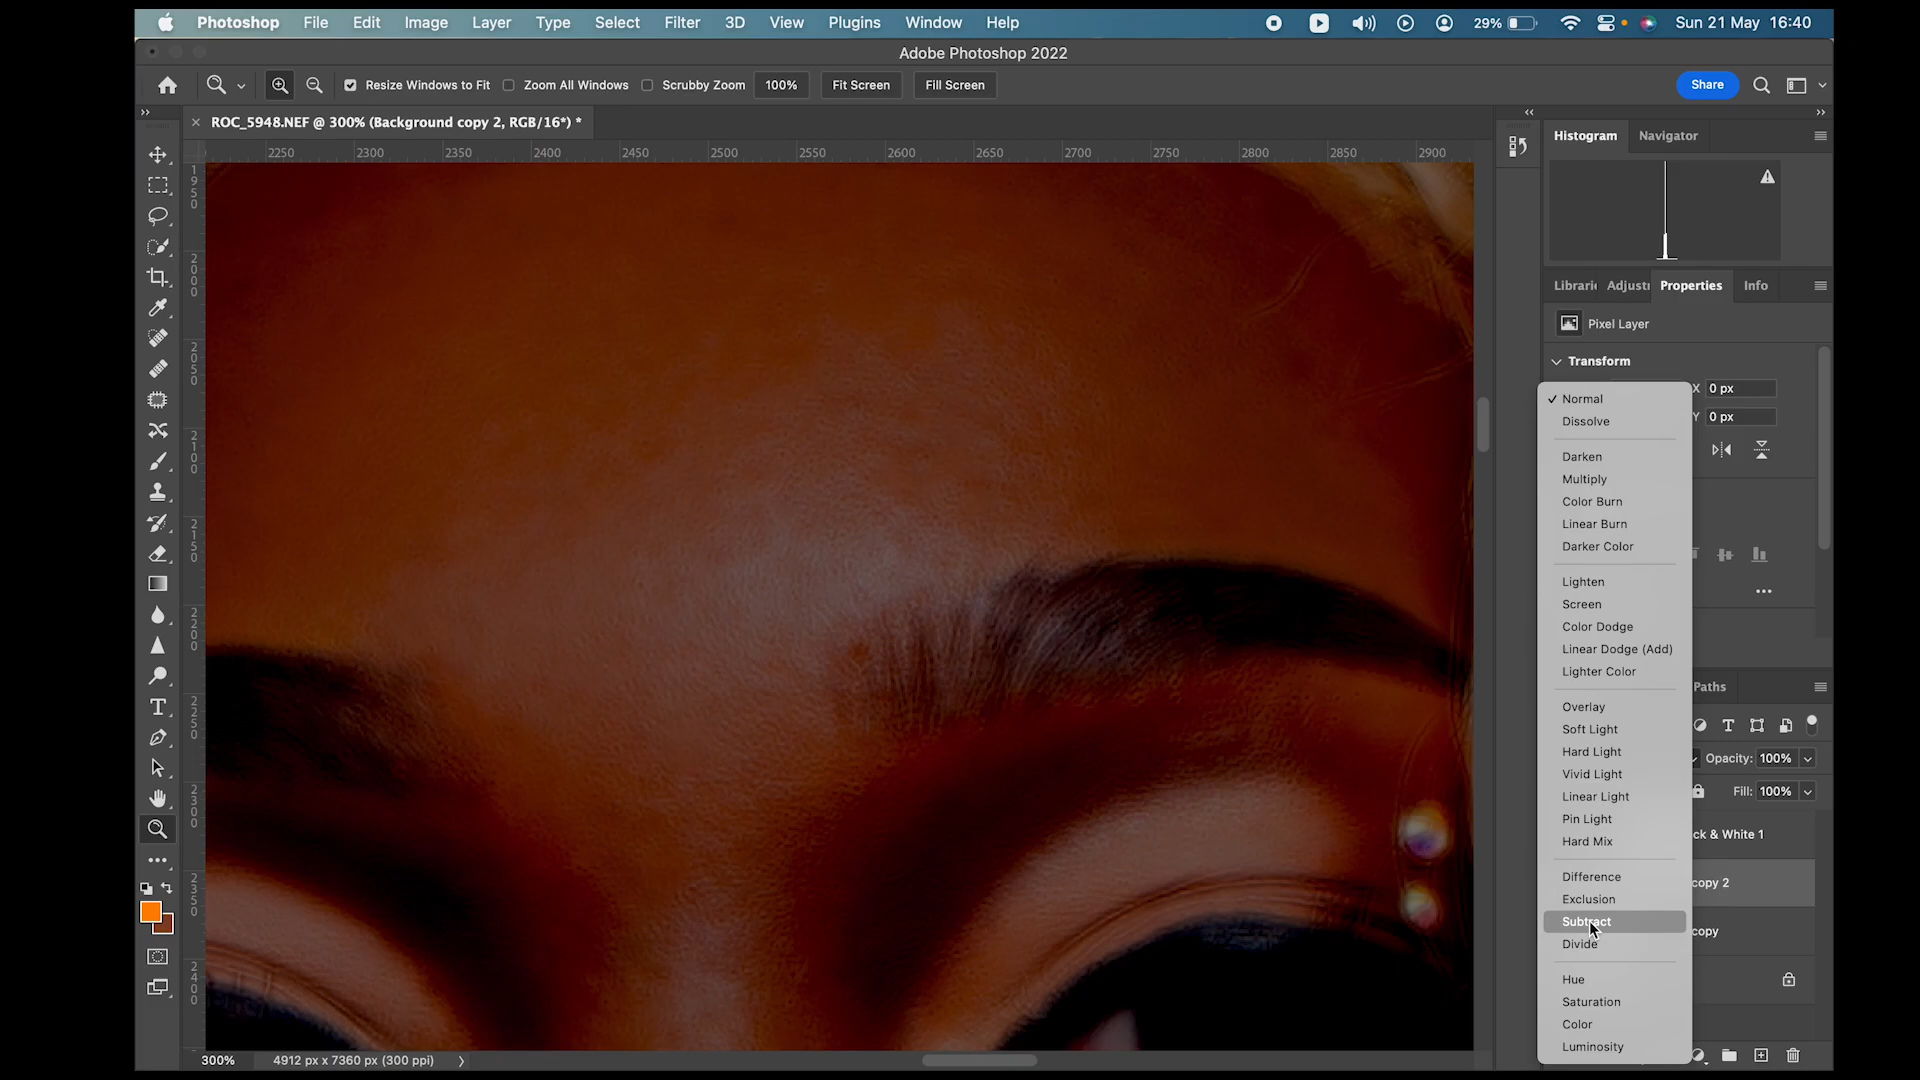 Photoshop File Edit Image Layer Type Select Filter 3D View Plugins Window Help 29% Sun 21 May 16:40
Adobe Photoshop 2022
Resize Windows to Fit Zoom All Windows Scrubby Zoom 100% Fit Screen Fill Screen Share
× ROC_5948.NEF @ 300% (Background copy 2, RGB/16*) *
2250 2300 2350 2400 2450 2500 2550 2600 2650 2700 2750 2800 2850 2900
1950
2000
2050
2100
2150
2200
2250
2300
2350
2400
Histogram Navigator
Librari Adjustr Properties Info
Pixel Layer
Transform
X 0 px
Y 0 px
Normal
Dissolve
Darken
Multiply
Color Burn
Linear Burn
Darker Color
Lighten
Screen
Color Dodge
Linear Dodge (Add)
Lighter Color
Overlay
Soft Light
Hard Light
Vivid Light
Linear Light
Pin Light
Hard Mix
Difference
Exclusion
Subtract
Divide
Hue
Saturation
Color
Luminosity
Paths
Opacity: 100%
Fill: 100%
ck & White 1
copy 2
copy
300% 4912 px x 7360 px (300 ppi)